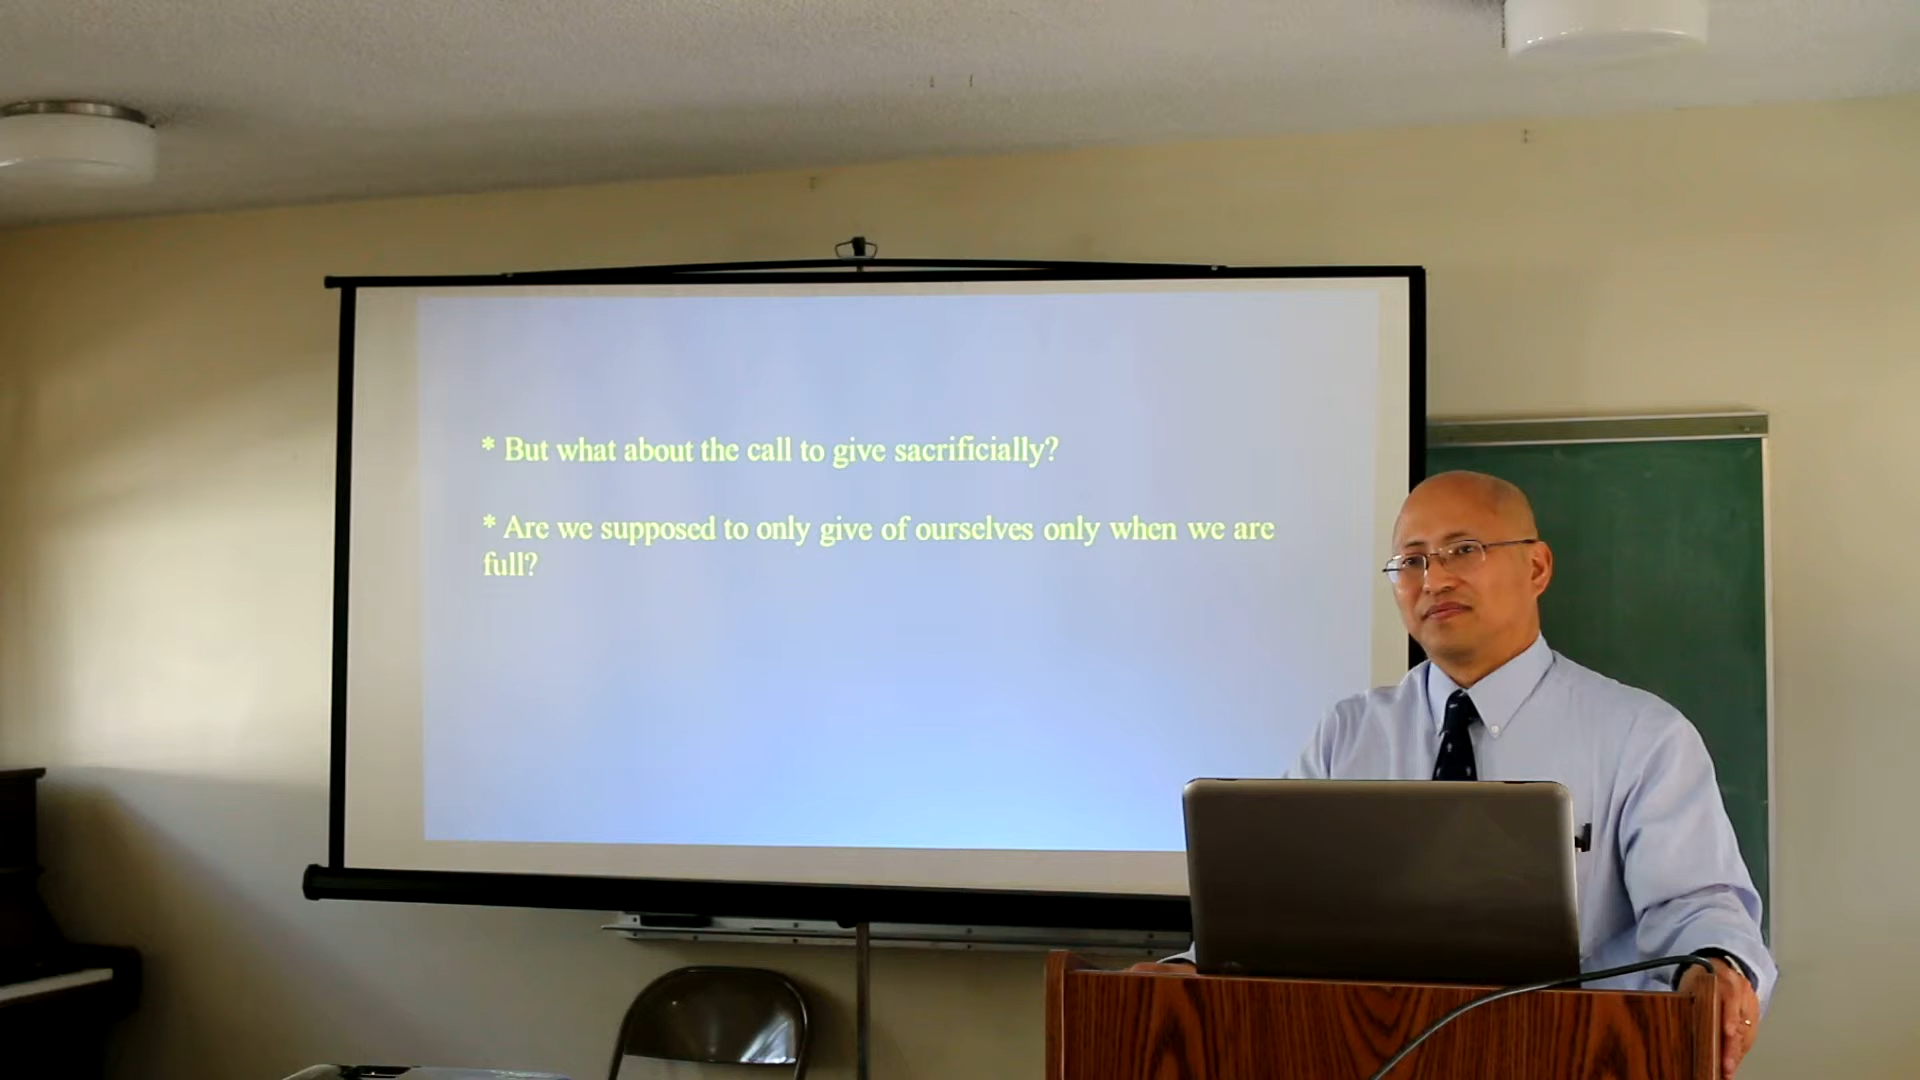 * But what about the call to give sacrificially?
* Are we supposed to only give of ourselves only when we are
full?